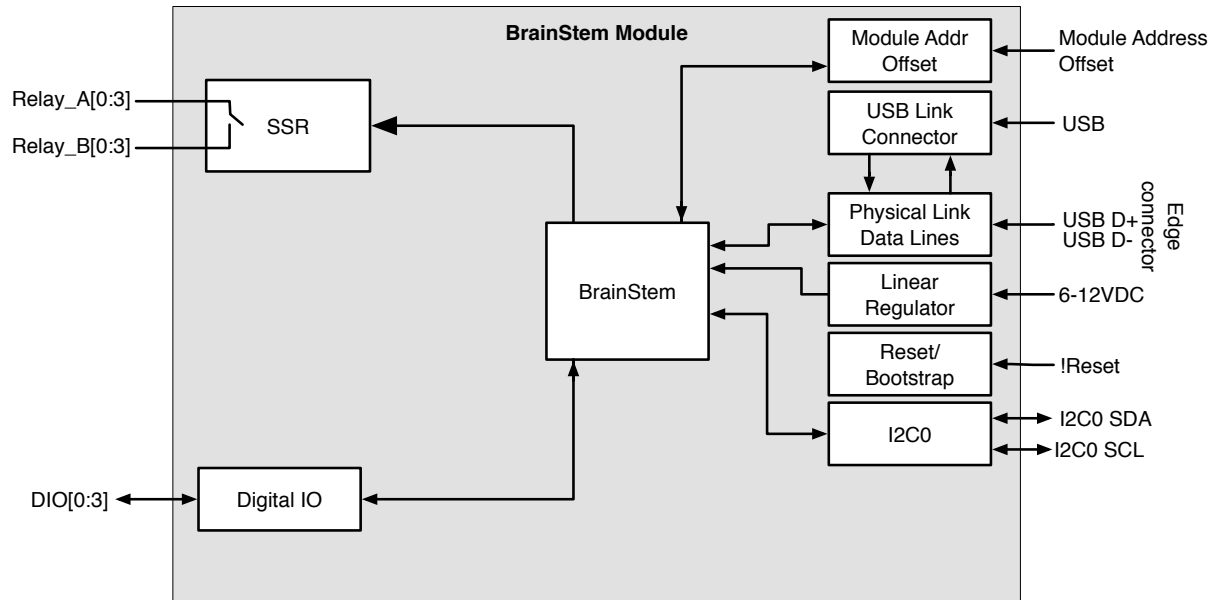 BrainStem Module
Module Addr
Offset
Module Address
Offset
Relay_A[0:3]
Relay_B[0:3]
SSR
USB Link
Connector
USB
Physical Link
Data Lines
USB D+
USB D-
Edge
connector
BrainStem
Linear
Regulator
6-12VDC
Reset/
Bootstrap
!Reset
I2C0
I2C0 SDA
I2C0 SCL
DIO[0:3]
Digital IO